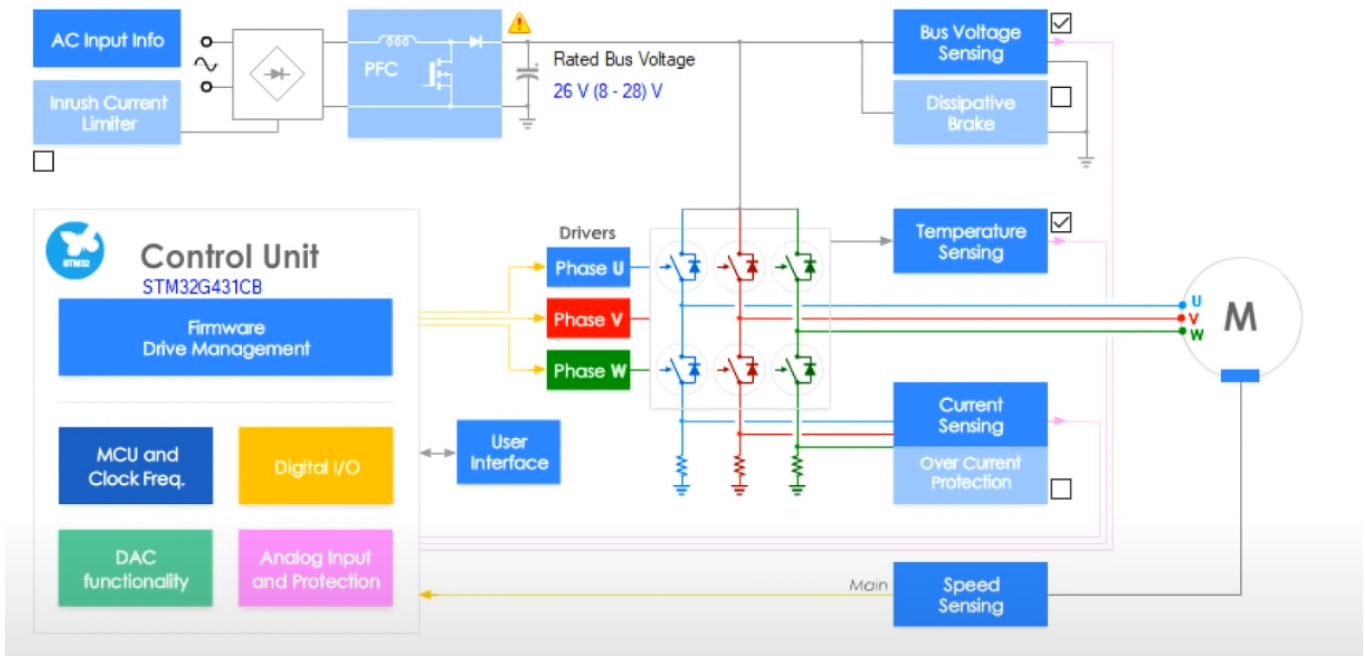 AC Input Info
Inrush Current
Limiter
PFC
Rated Bus Voltage
26 V (8 - 28) V
Bus Voltage
Sensing
Dissipative
Brake
STM32
Control Unit
STM32G431CB
Firmware
Drive Management
MCU and
Clock Freq.
Digital I/O
DAC
functionality
Analog Input
and Protection
User
Interface
Drivers
Phase U
Phase V
Phase W
Temperature
Sensing
U
V
W
M
Current
Sensing
Over Current
Protection
Main
Speed
Sensing